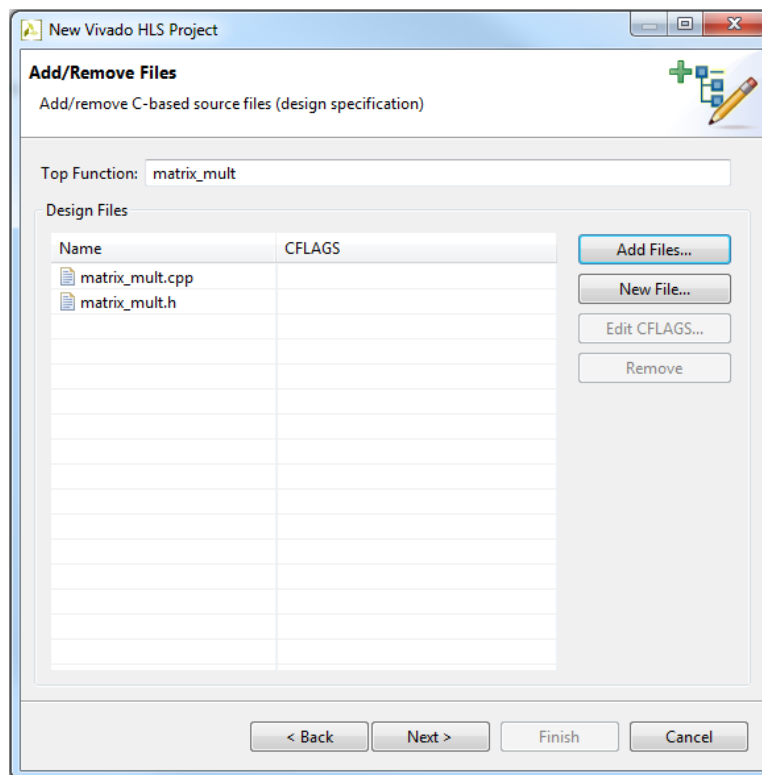 New Vivado HLS Project
Add/Remove Files
Add/remove C-based source files (design specification)
Top Function: matrix_mult
Design Files
Name CFLAGS
matrix_mult.cpp
matrix_mult.h
Add Files...
New File...
Edit CFLAGS...
Remove
< Back Next > Finish Cancel